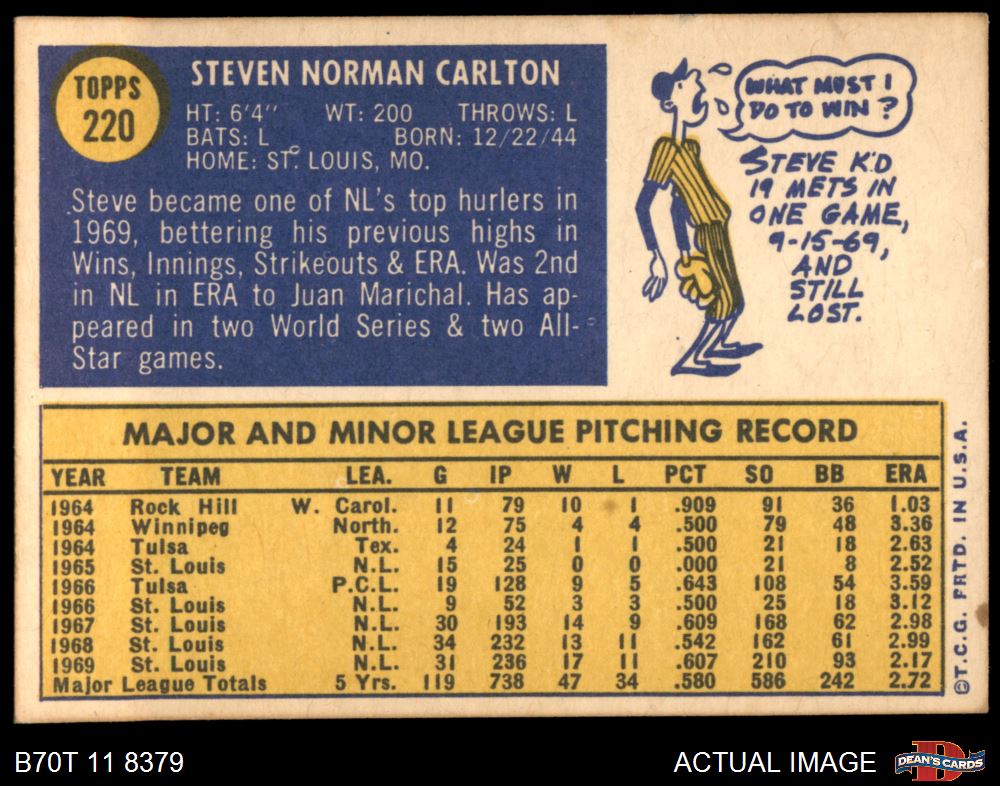 TOPPS
220
STEVEN NORMAN CARLTON
HT: 6'4" WT: 200 THROWS: L
BATS: L BORN: 12/22/44
HOME: ST. LOUIS, MO.
Steve became one of NL's top hurlers in
1969, bettering his previous highs in
Wins, Innings, Strikeouts & ERA. Was 2nd
in NL in ERA to Juan Marichal. Has ap-
peared in two World Series & two All-
Star games.
WHAT MUST I
DO TO WIN?
STEVE K'D
19 METS IN
ONE GAME,
9-15-69,
AND
STILL
LOST.
MAJOR AND MINOR LEAGUE PITCHING RECORD
YEAR TEAM LEA. G IP W L PCT SO BB ERA
1964 Rock Hill W. Carol. 11 79 10 1 .909 91 36 1.03
1964 Winnipeg North. 12 75 4 4 .500 79 48 3.36
1964 Tulsa Tex. 4 24 1 1 .500 21 18 2.63
1965 St. Louis N.L. 15 25 0 0 .000 21 8 2.52
1966 Tulsa P.C.L. 19 128 9 5 .643 108 54 3.59
1966 St. Louis N.L. 9 52 3 3 .500 25 18 3.12
1967 St. Louis N.L. 30 193 14 9 .609 168 62 2.98
1968 St. Louis N.L. 34 232 13 11 .542 162 61 2.99
1969 St. Louis N.L. 31 236 17 11 .607 210 93 2.17
Major League Totals 5 Yrs. 119 738 47 34 .580 586 242 2.72
©T.C.G. PRTD. IN U.S.A.
B70T 11 8379
ACTUAL IMAGE
D
DEAN'S CARDS